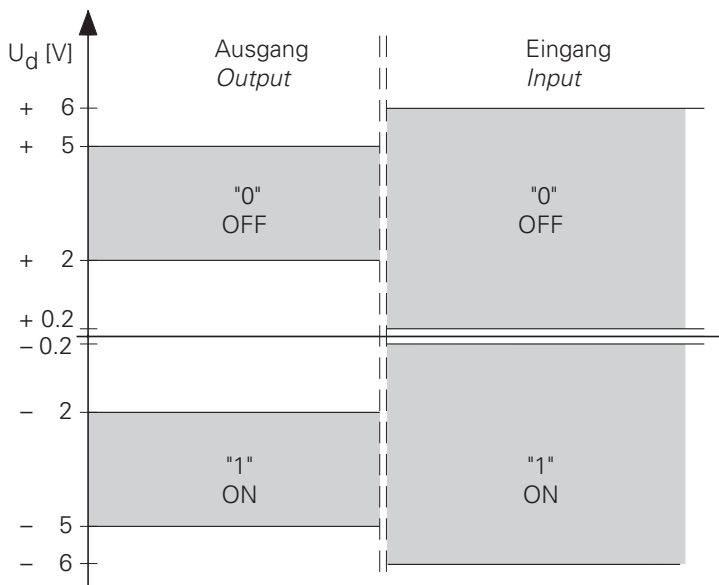 U_d [V]
Ausgang
Output
Eingang
Input
+ 6
+ 5
"0"
OFF
"0"
OFF
+ 2
+ 0.2
– 0.2
– 2
"1"
ON
"1"
ON
– 5
– 6